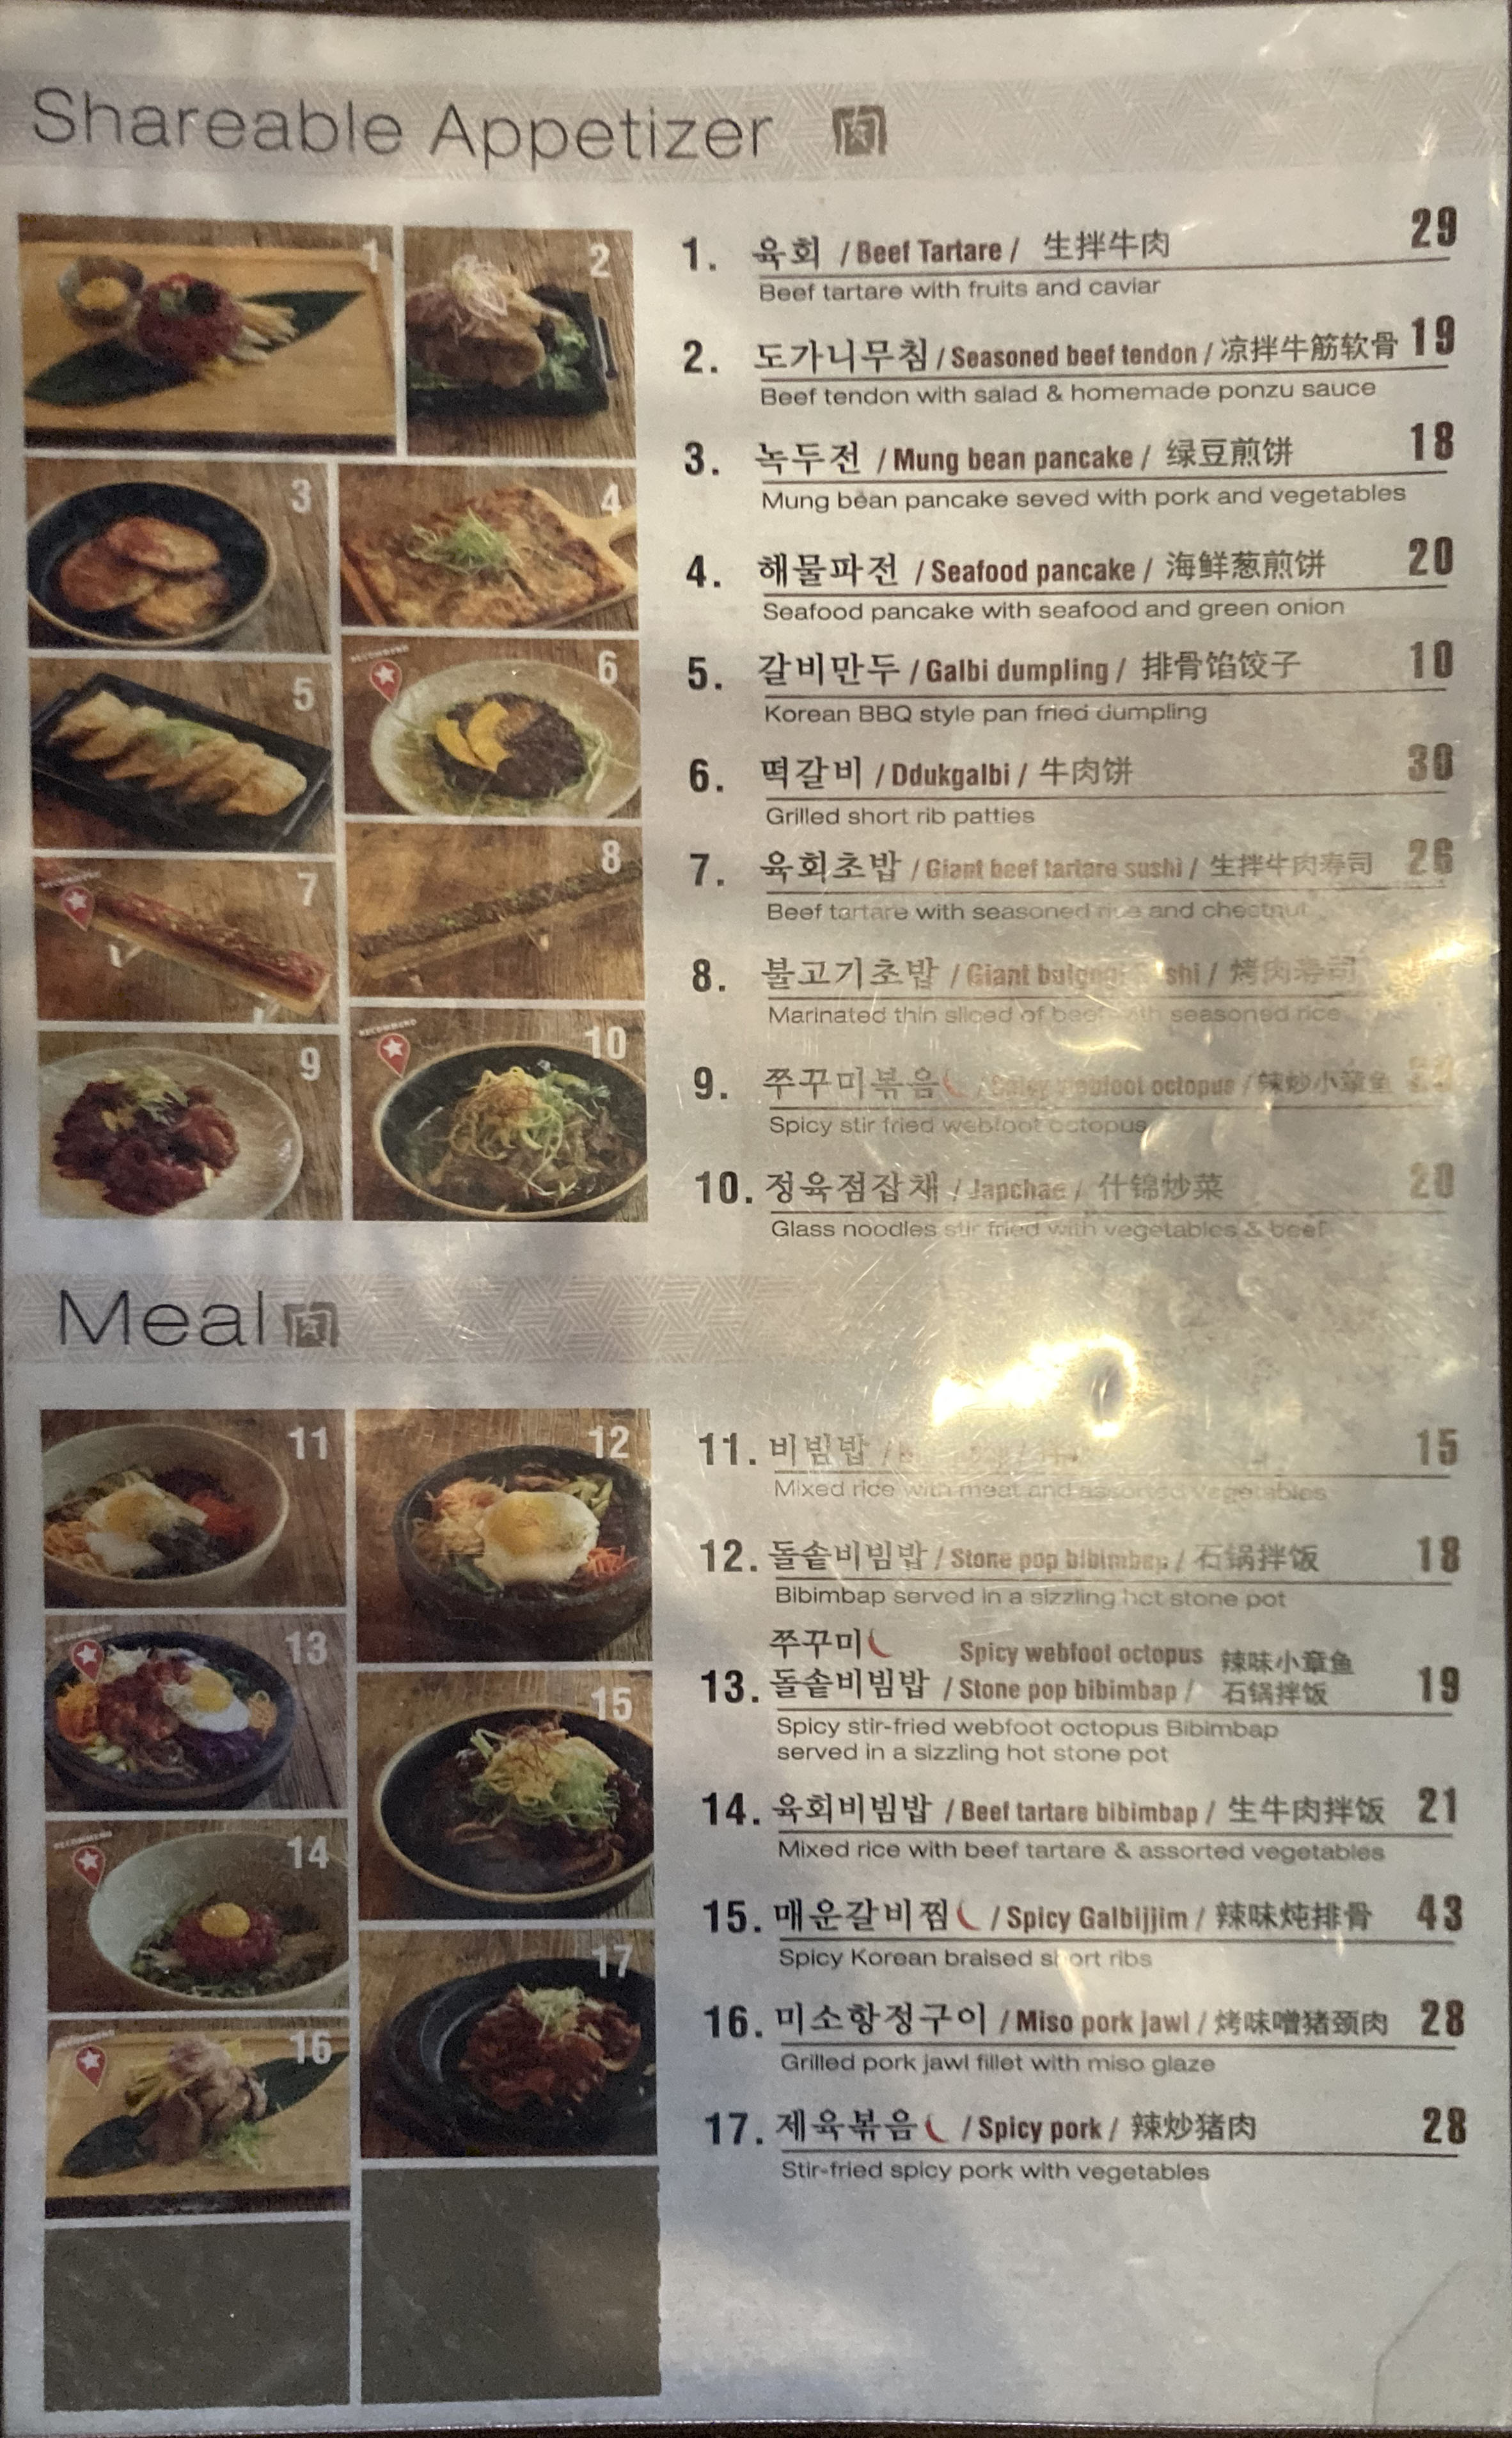 Shareable Appetizer 肉
1
2
3
4
5
RECOMMEND
6
7
8
9
RECOMMEND
10
1. 육회 / Beef Tartare / 生拌牛肉 29
Beef tartare with fruits and caviar
2. 도가니무침 / Seasoned beef tendon / 凉拌牛筋软骨 19
Beef tendon with salad & homemade ponzu sauce
3. 녹두전 / Mung bean pancake / 绿豆煎饼 18
Mung bean pancake seved with pork and vegetables
4. 해물파전 / Seafood pancake / 海鲜葱煎饼 20
Seafood pancake with seafood and green onion
5. 갈비만두 / Galbi dumpling / 排骨馅饺子 10
Korean BBQ style pan fried dumpling
6. 떡갈비 / Ddukgalbi / 牛肉饼 30
Grilled short rib patties
7. 육회초밥 / Giant beef tartare sushi / 生拌牛肉寿司 26
Beef tartare with seasoned rice and chestnut
8. 불고기초밥 / Giant / 烤肉寿司
Marinated thin sliced of beef with seasoned rice
9. 쭈꾸미볶음 / webfoot octopus / 辣炒小章鱼
Spicy stir fried webfoot octopus
10. 정육점잡채 / Japchae / 什锦炒菜 20
Glass noodles stir fried with vegetables & beef
Meal 肉
11
12
RECOMMEND
13
RECOMMEND
14
15
16
17
11. 비빔밥 / 15
Mixed rice with meat and assorted vegetables
12. 돌솥비빔밥 / Stone pop bibimbap / 石锅拌饭 18
Bibimbap served in a sizzling hot stone pot
쭈꾸미 Spicy webfoot octopus 辣味小章鱼
13. 돌솥비빔밥 / Stone pop bibimbap / 石锅拌饭 19
Spicy stir-fried webfoot octopus Bibimbap
served in a sizzling hot stone pot
14. 육회비빔밥 / Beef tartare bibimbap / 生牛肉拌饭 21
Mixed rice with beef tartare & assorted vegetables
15. 매운갈비찜 / Spicy Galbijjim / 辣味炖排骨 43
Spicy Korean braised short ribs
16. 미소항정구이 / Miso pork jawl / 烤味噌猪颈肉 28
Grilled pork jawl fillet with miso glaze
17. 제육볶음 / Spicy pork / 辣炒猪肉 28
Stir-fried spicy pork with vegetables